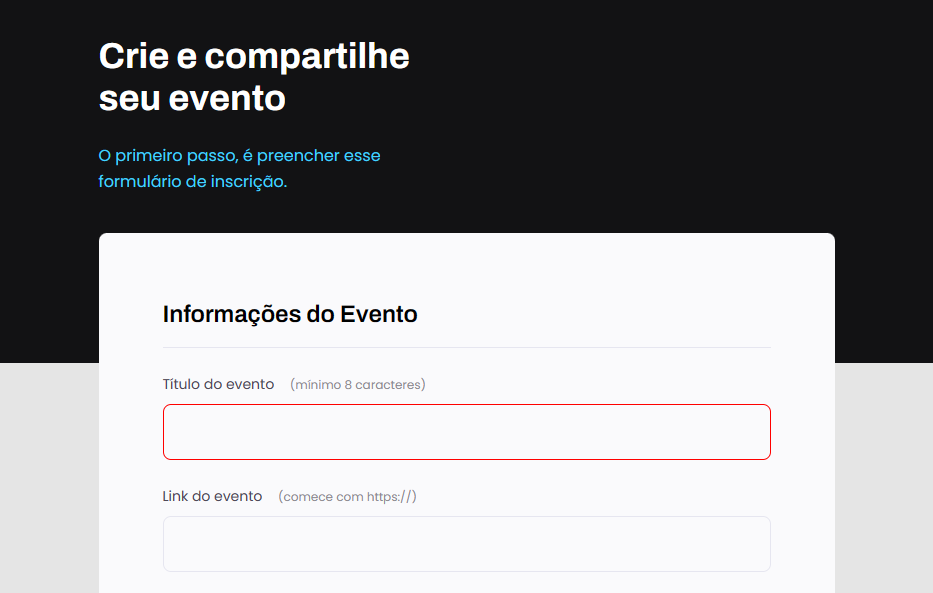 Crie e compartilhe
seu evento
O primeiro passo, é preencher esse
formulário de inscrição.
Informações do Evento
Título do evento (mínimo 8 caracteres)
Link do evento (comece com https://)